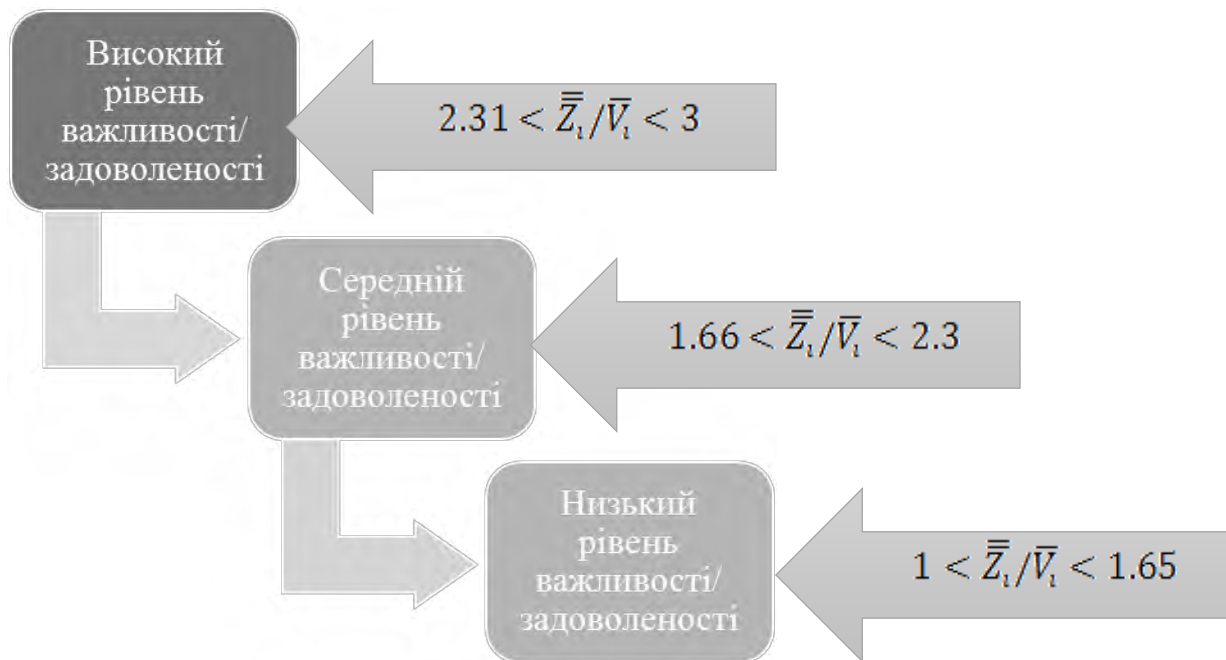 Високий
рівень
важливості/
задоволеності
2.31 < Z̿ᵢ/V̅ᵢ < 3
Середній
рівень
важливості/
задоволеності
1.66 < Z̿ᵢ/V̅ᵢ < 2.3
Низький
рівень
важливості/
задоволеності
1 < Z̿ᵢ/V̅ᵢ < 1.65